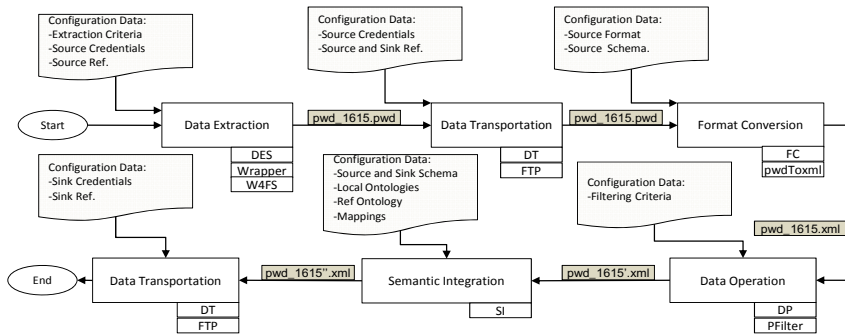 Configuration Data:
-Extraction Criteria
-Source Credentials
-Source Ref.
Configuration Data:
-Source Credentials
-Source and Sink Ref.
Configuration Data:
-Source Format
-Source Schema.
Start
Data Extraction
pwd_1615.pwd
Data Transportation
pwd_1615.pwd
Format Conversion
DES
Wrapper
W4FS
DT
FTP
FC
pwdToxml
Configuration Data:
-Sink Credentials
-Sink Ref.
Configuration Data:
-Source and Sink Schema
-Local Ontologies
-Ref Ontology
-Mappings
Configuration Data:
-Filtering Criteria
pwd_1615.xml
End
Data Transportation
pwd_1615''.xml
Semantic Integration
pwd_1615'.xml
Data Operation
DT
FTP
SI
DP
PFilter